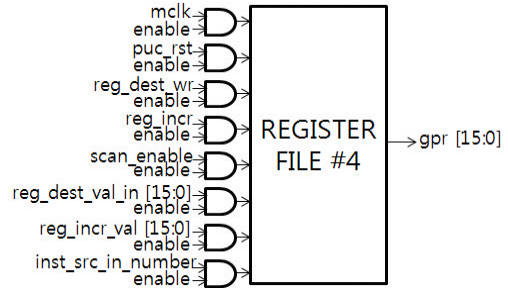 mclk
enable
puc_rst
enable
reg_dest_wr
enable
reg_incr
enable
scan_enable
enable
reg_dest_val_in [15:0]
enable
reg_incr_val [15:0]
enable
inst_src_in_number
enable
REGISTER
FILE #4
gpr [15:0]